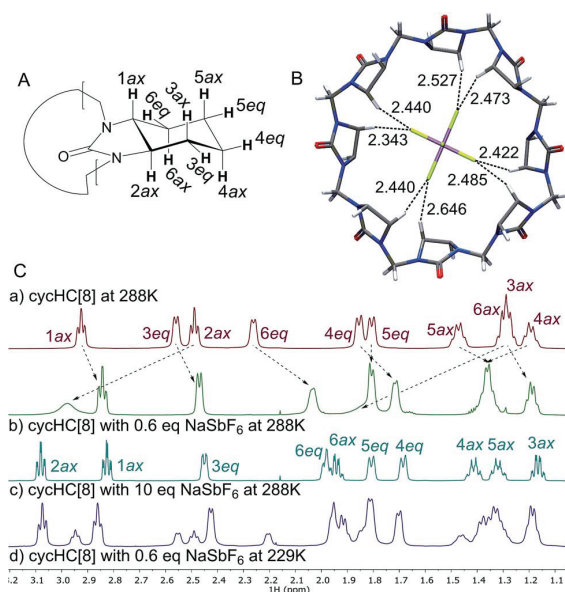 A
1ax
6eq
3ax
5ax
5eq
4eq
O
N
N
H
H
H
H
H
H
H
H
H
H
2ax
6ax
3eq
4ax
B
2.527
2.440
2.473
2.343
2.422
2.485
2.440
2.646
C
a) cycHC[8] at 288K
1ax
3eq
2ax
6eq
4eq
5eq
5ax
6ax
3ax
4ax
b) cycHC[8] with 0.6 eq NaSbF6 at 288K
2ax
1ax
3eq
6eq
6ax
5eq
4eq
4ax
5ax
3ax
c) cycHC[8] with 10 eq NaSbF6 at 288K
d) cycHC[8] with 0.6 eq NaSbF6 at 229K
3.1 3.0 2.9 2.8 2.7 2.6 2.5 2.4 2.3 2.2 2.1 2.0 1.9 1.8 1.7 1.6 1.5 1.4 1.3 1.2 1.1
1H (ppm)